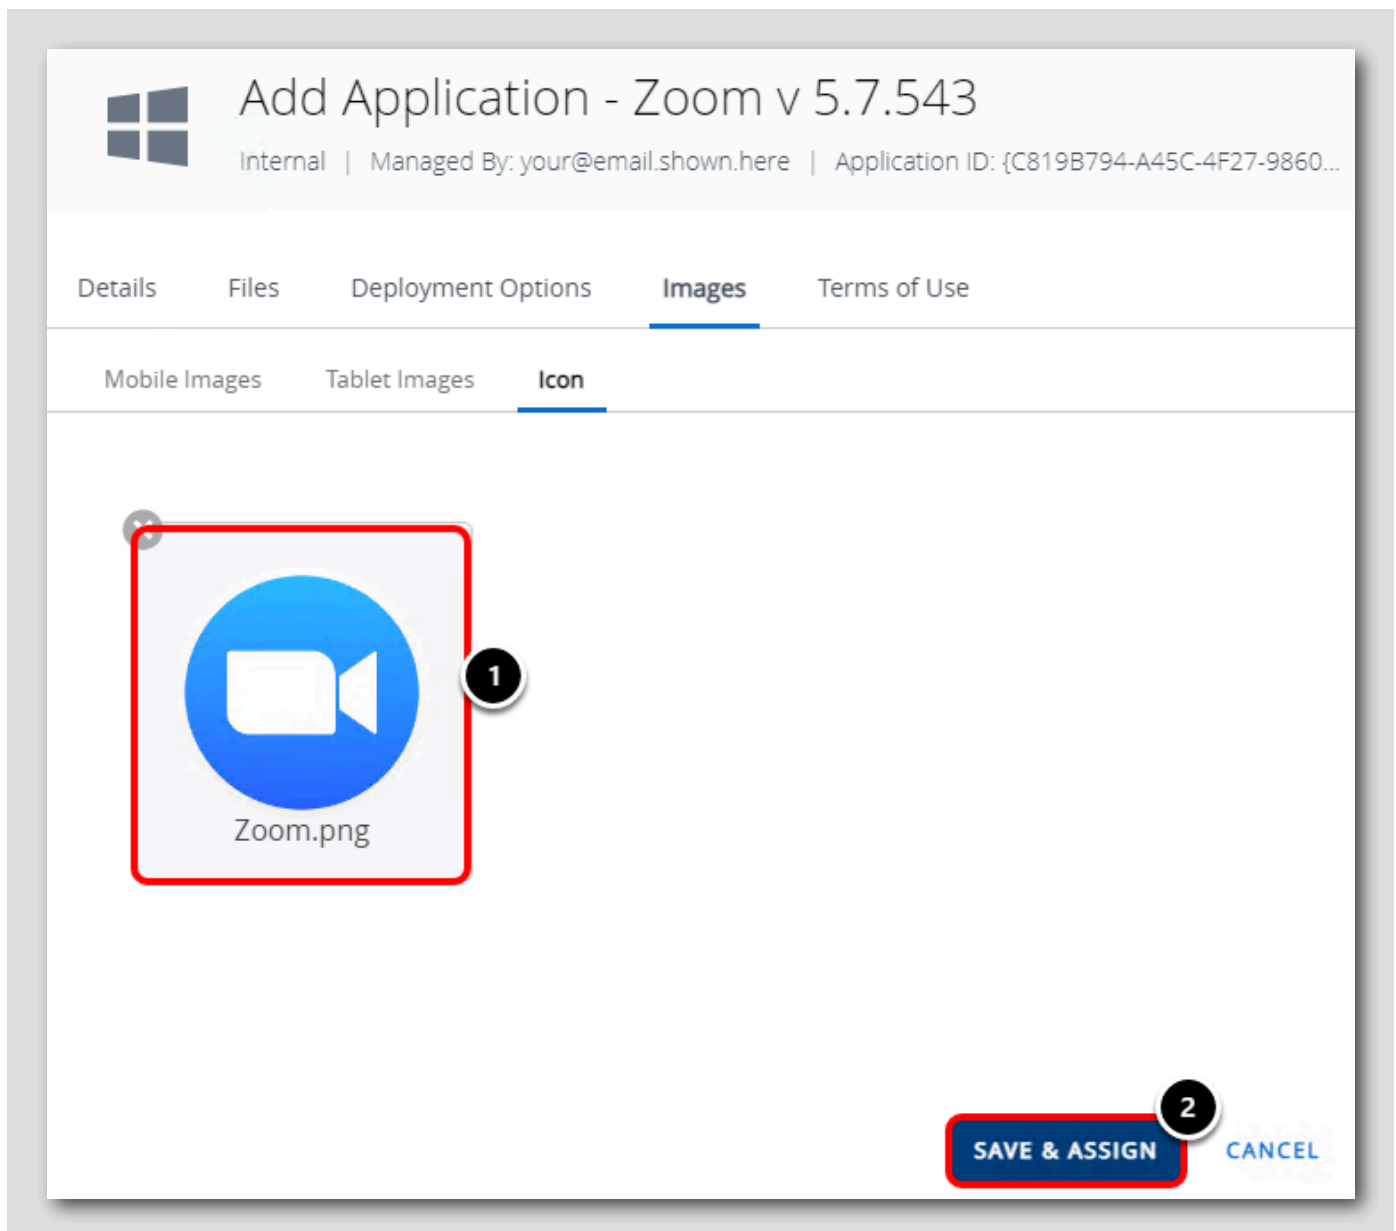 Add Application - Zoom v 5.7.543
Internal | Managed By: your@email.shown.here | Application ID: {C819B794-A45C-4F27-9860...
Details Files Deployment Options Images Terms of Use
Mobile Images Tablet Images Icon
1
Zoom.png
2
SAVE & ASSIGN CANCEL